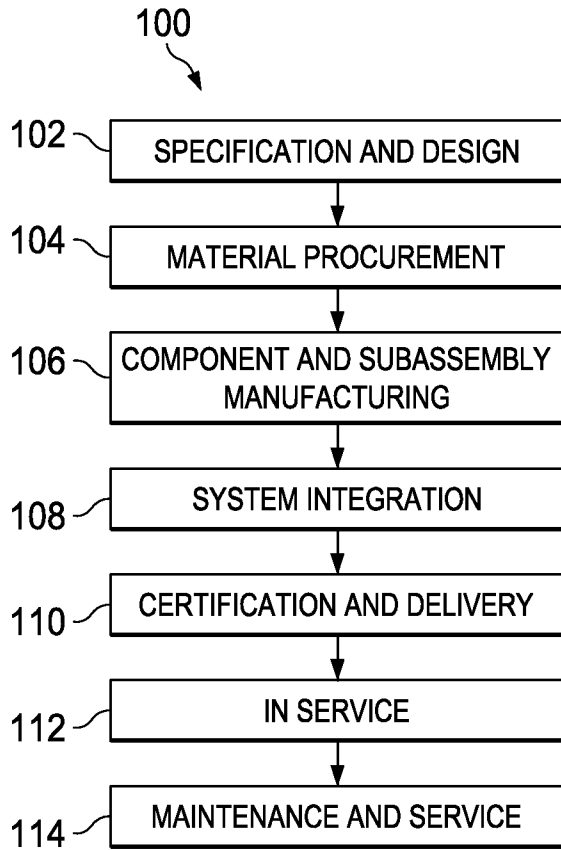 100
102 SPECIFICATION AND DESIGN
104 MATERIAL PROCUREMENT
106 COMPONENT AND SUBASSEMBLY
MANUFACTURING
108 SYSTEM INTEGRATION
110 CERTIFICATION AND DELIVERY
112 IN SERVICE
114 MAINTENANCE AND SERVICE